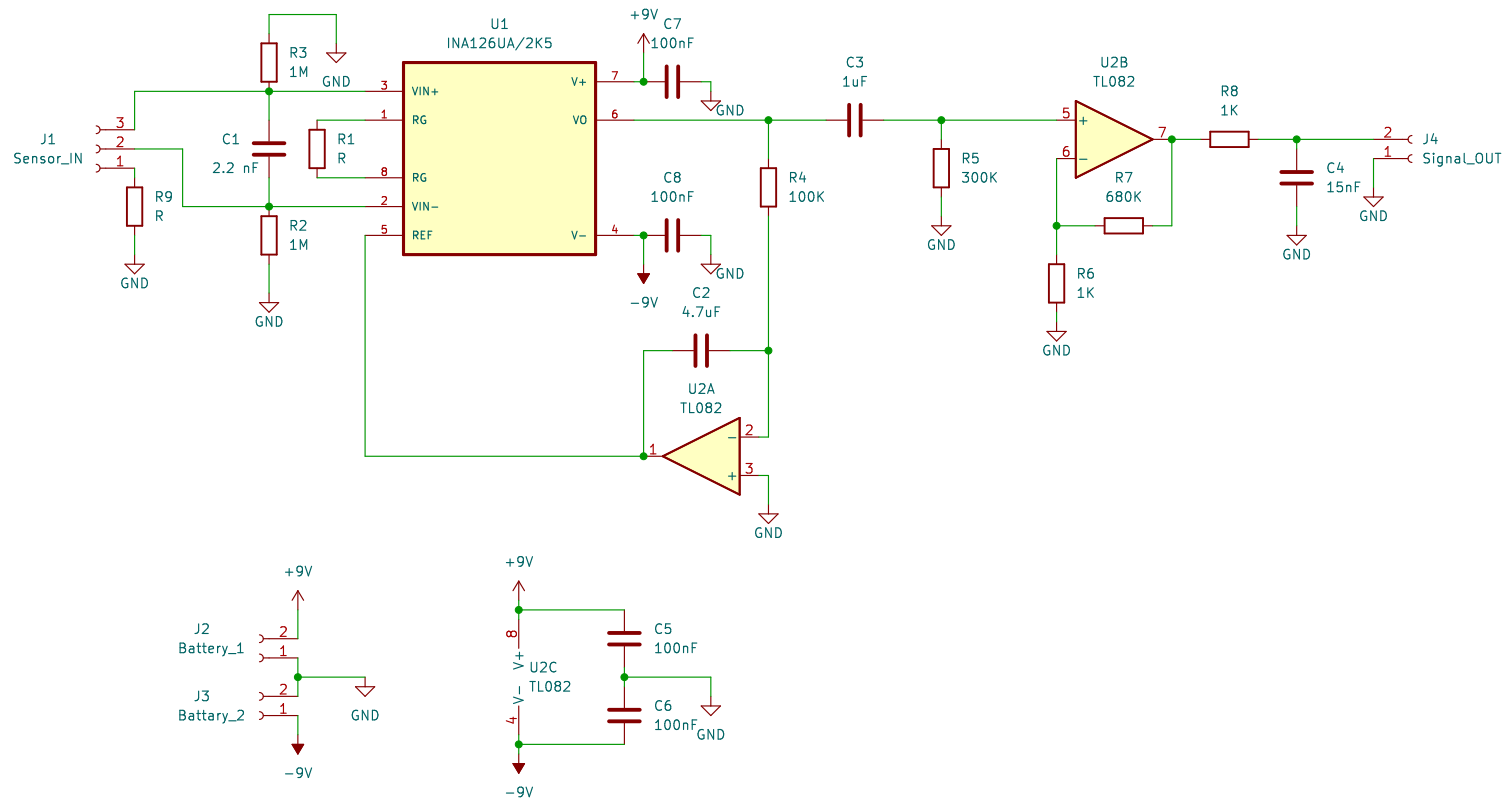 U1
INA126UA/2K5
+9V
C7
100nF
R3
1M
GND
GND
3
VIN+
1
RG
8
RG
2
VIN-
5
REF
V+
7
VO
6
V-
4
J1
Sensor_IN
3
2
1
C1
2.2 nF
R1
R
R9
R
GND
R2
1M
GND
C8
100nF
GND
-9V
C2
4.7uF
R4
100K
U2A
TL082
1
2
-
3
+
GND
C3
1uF
R5
300K
GND
U2B
TL082
5
+
6
-
7
R7
680K
R6
1K
GND
R8
1K
C4
15nF
GND
2
1
J4
Signal_OUT
GND
+9V
J2
Battery_1
2
1
J3
Battary_2
2
1
GND
-9V
+9V
8
V+
U2C
TL082
V-
4
C5
100nF
C6
100nF
GND
-9V